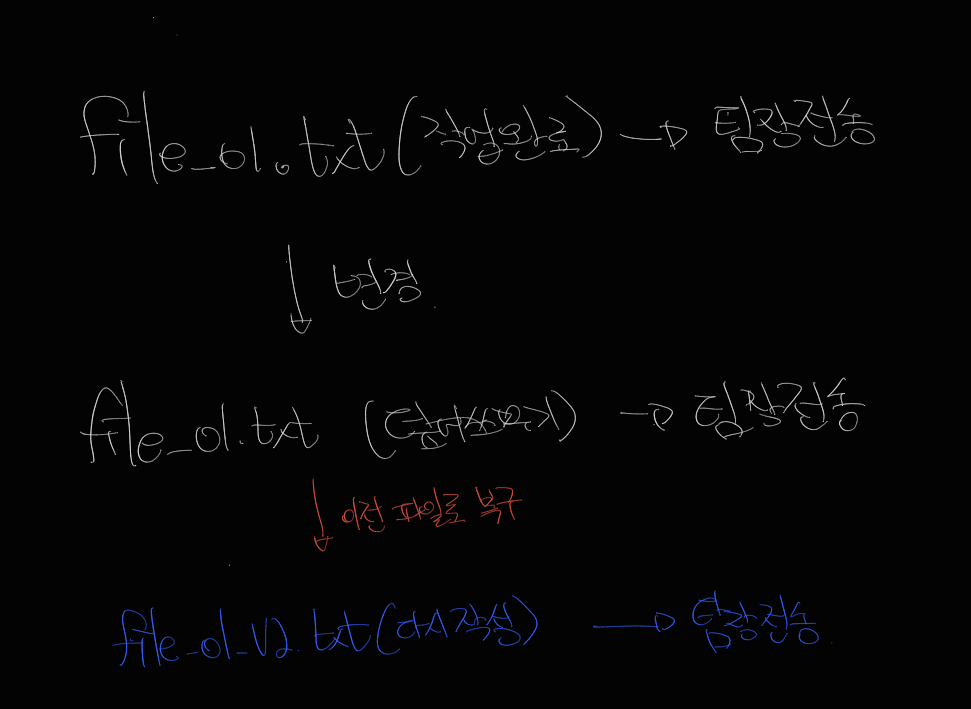 file_01.txt (작업완료) → 팀장전송
↓ 변경
file_01.txt (덮어쓰기) → 팀장전송
↓ 이전 파일로 복구
file_01_V2.txt (다시작성) → 팀장전송